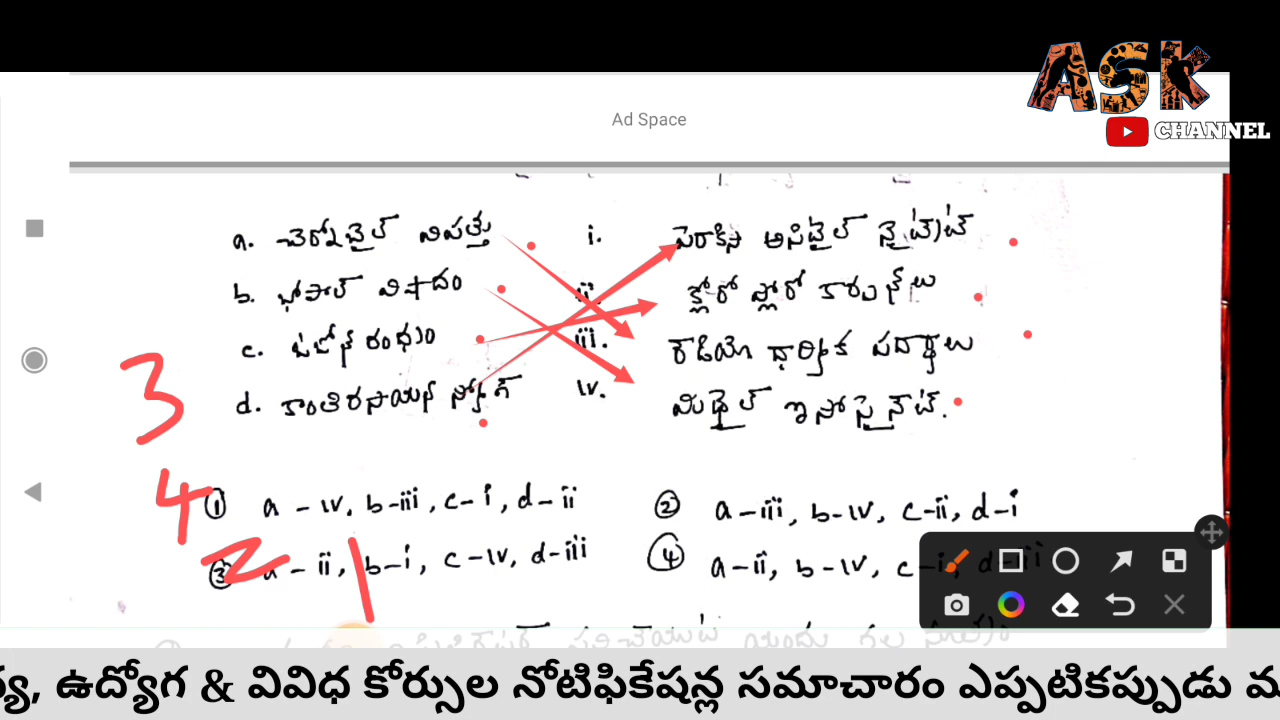 ASK
CHANNEL
Ad Space
a. చెర్నోబైల్ విపత్తు i. పెరాక్సి అసిటైల్ నైట్రేట్
b. భోపాల్ విషాదం ii క్లోరో ఫ్లోరో కార్బన్లు
c. ఓజోన్ రంధ్రం iii. రేడియో ధార్మిక పదార్థలు
d. కాంతి రసాయన స్మోగ్ iv. మిథైల్ ఇసో సైనేట్.
3
4
2 1
① a - iv, b-iii, c-i, d-ii ② a-iii, b-iv, c-ii, d-i
③ a - ii, b-i, c-iv, d-iii ④ a-ii, b-iv, c-i, d-iii
, ఉద్యోగ & వివిధ కోర్సుల నోటిఫికేషన్ల సమాచారం ఎప్పటికప్పుడు మ